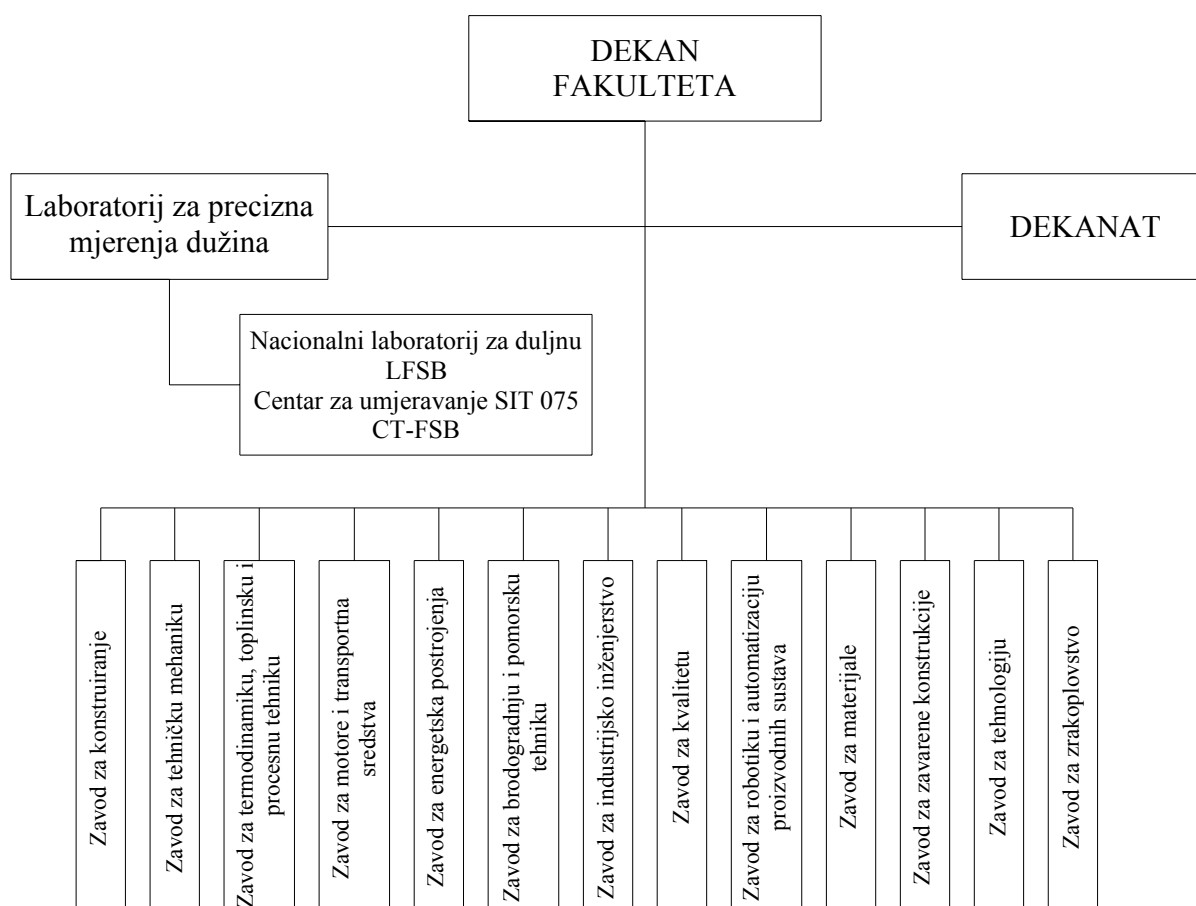 DEKAN
FAKULTETA
Laboratorij za precizna
mjerenja dužina
DEKANAT
Nacionalni laboratorij za duljnu
LFSB
Centar za umjeravanje SIT 075
CT-FSB
Zavod za konstruiranje
Zavod za tehničku mehaniku
Zavod za termodinamiku, toplinsku i
procesnu tehniku
Zavod za motore i transportna
sredstva
Zavod za energetska postrojenja
Zavod za brodogradnju i pomorsku
tehniku
Zavod za industrijsko inženjerstvo
Zavod za kvalitetu
Zavod za robotiku i automatizaciju
proizvodnih sustava
Zavod za materijale
Zavod za zavarene konstrukcije
Zavod za tehnologiju
Zavod za zrakoplovstvo